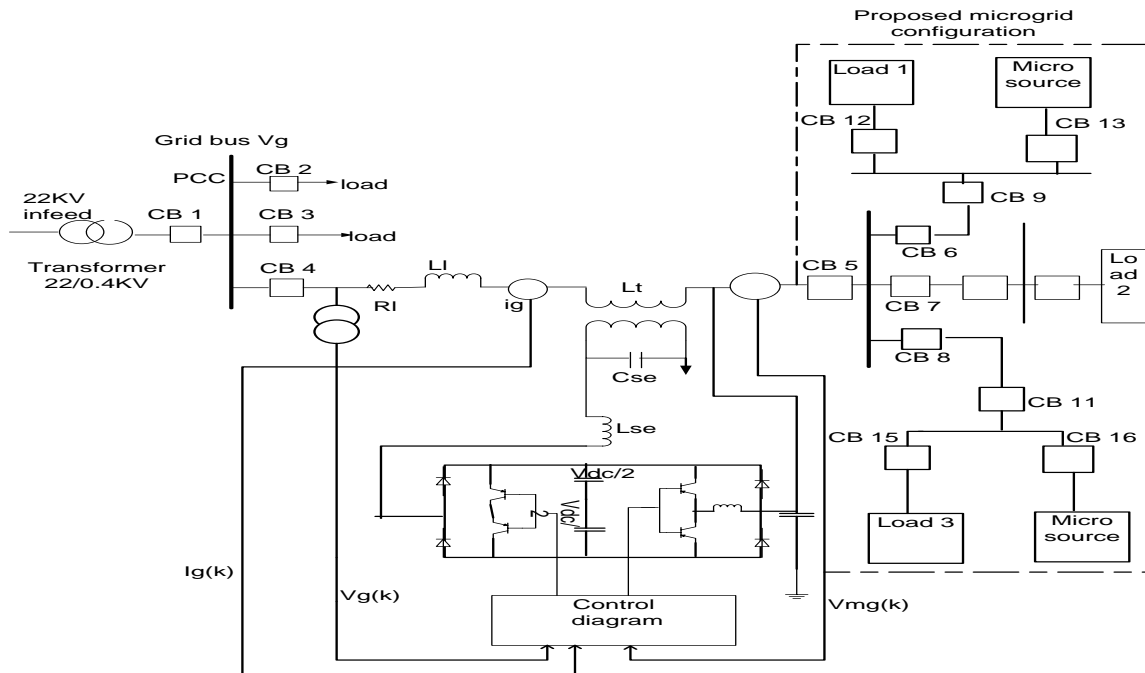 Proposed microgrid
configuration
Load 1
Micro
source
CB 12
CB 13
Grid bus Vg
PCC
CB 2
load
22KV
infeed
CB 1
CB 3
load
CB 9
Transformer
22/0.4KV
CB 4
Rl
Ll
ig
Lt
CB 5
CB 6
CB 7
Lo
ad
2
CB 8
Cse
Lse
CB 11
CB 15
CB 16
Vdc/2
Vdc/
2
Load 3
Micro
source
Ig(k)
Vg(k)
Control
diagram
Vmg(k)